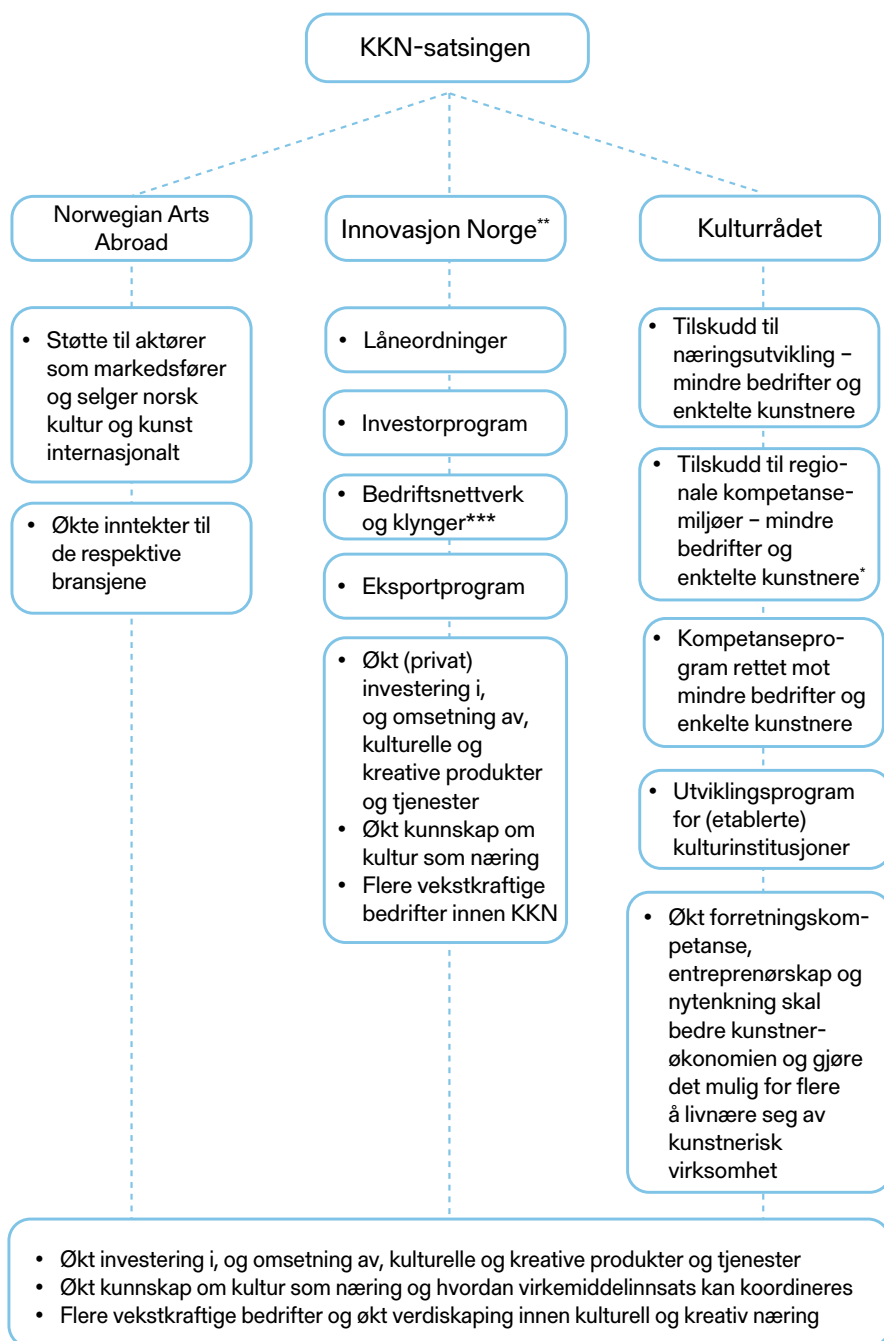 KKN-satsingen
Norwegian Arts
Abroad
• Støtte til aktører
som markedsfører
og selger norsk
kultur og kunst
internasjonalt
• Økte inntekter til
de respektive
bransjene
Innovasjon Norge**
• Låneordninger
• Investorprogram
• Bedriftsnettverk
og klynger***
• Eksportprogram
• Økt (privat)
investering i,
og omsetning av,
kulturelle og
kreative produkter
og tjenester
• Økt kunnskap om
kultur som næring
• Flere vekstkraftige
bedrifter innen KKN
Kulturrådet
• Tilskudd til
næringsutvikling –
mindre bedrifter og
enktelte kunstnere
• Tilskudd til regio-
nale kompetanse-
miljøer – mindre
bedrifter og
enktelte kunstnere*
• Kompetansepro-
gram rettet mot
mindre bedrifter og
enkelte kunstnere
• Utviklingsprogram
for (etablerte)
kulturinstitusjoner
• Økt forretningskom-
petanse,
entreprenørskap og
nytenkning skal
bedre kunstner-
økonomien og gjøre
det mulig for flere
å livnære seg av
kunstnerisk
virksomhet
• Økt investering i, og omsetning av, kulturelle og kreative produkter og tjenester
• Økt kunnskap om kultur som næring og hvordan virkemiddelinnsats kan koordineres
• Flere vekstkraftige bedrifter og økt verdiskaping innen kulturell og kreativ næring